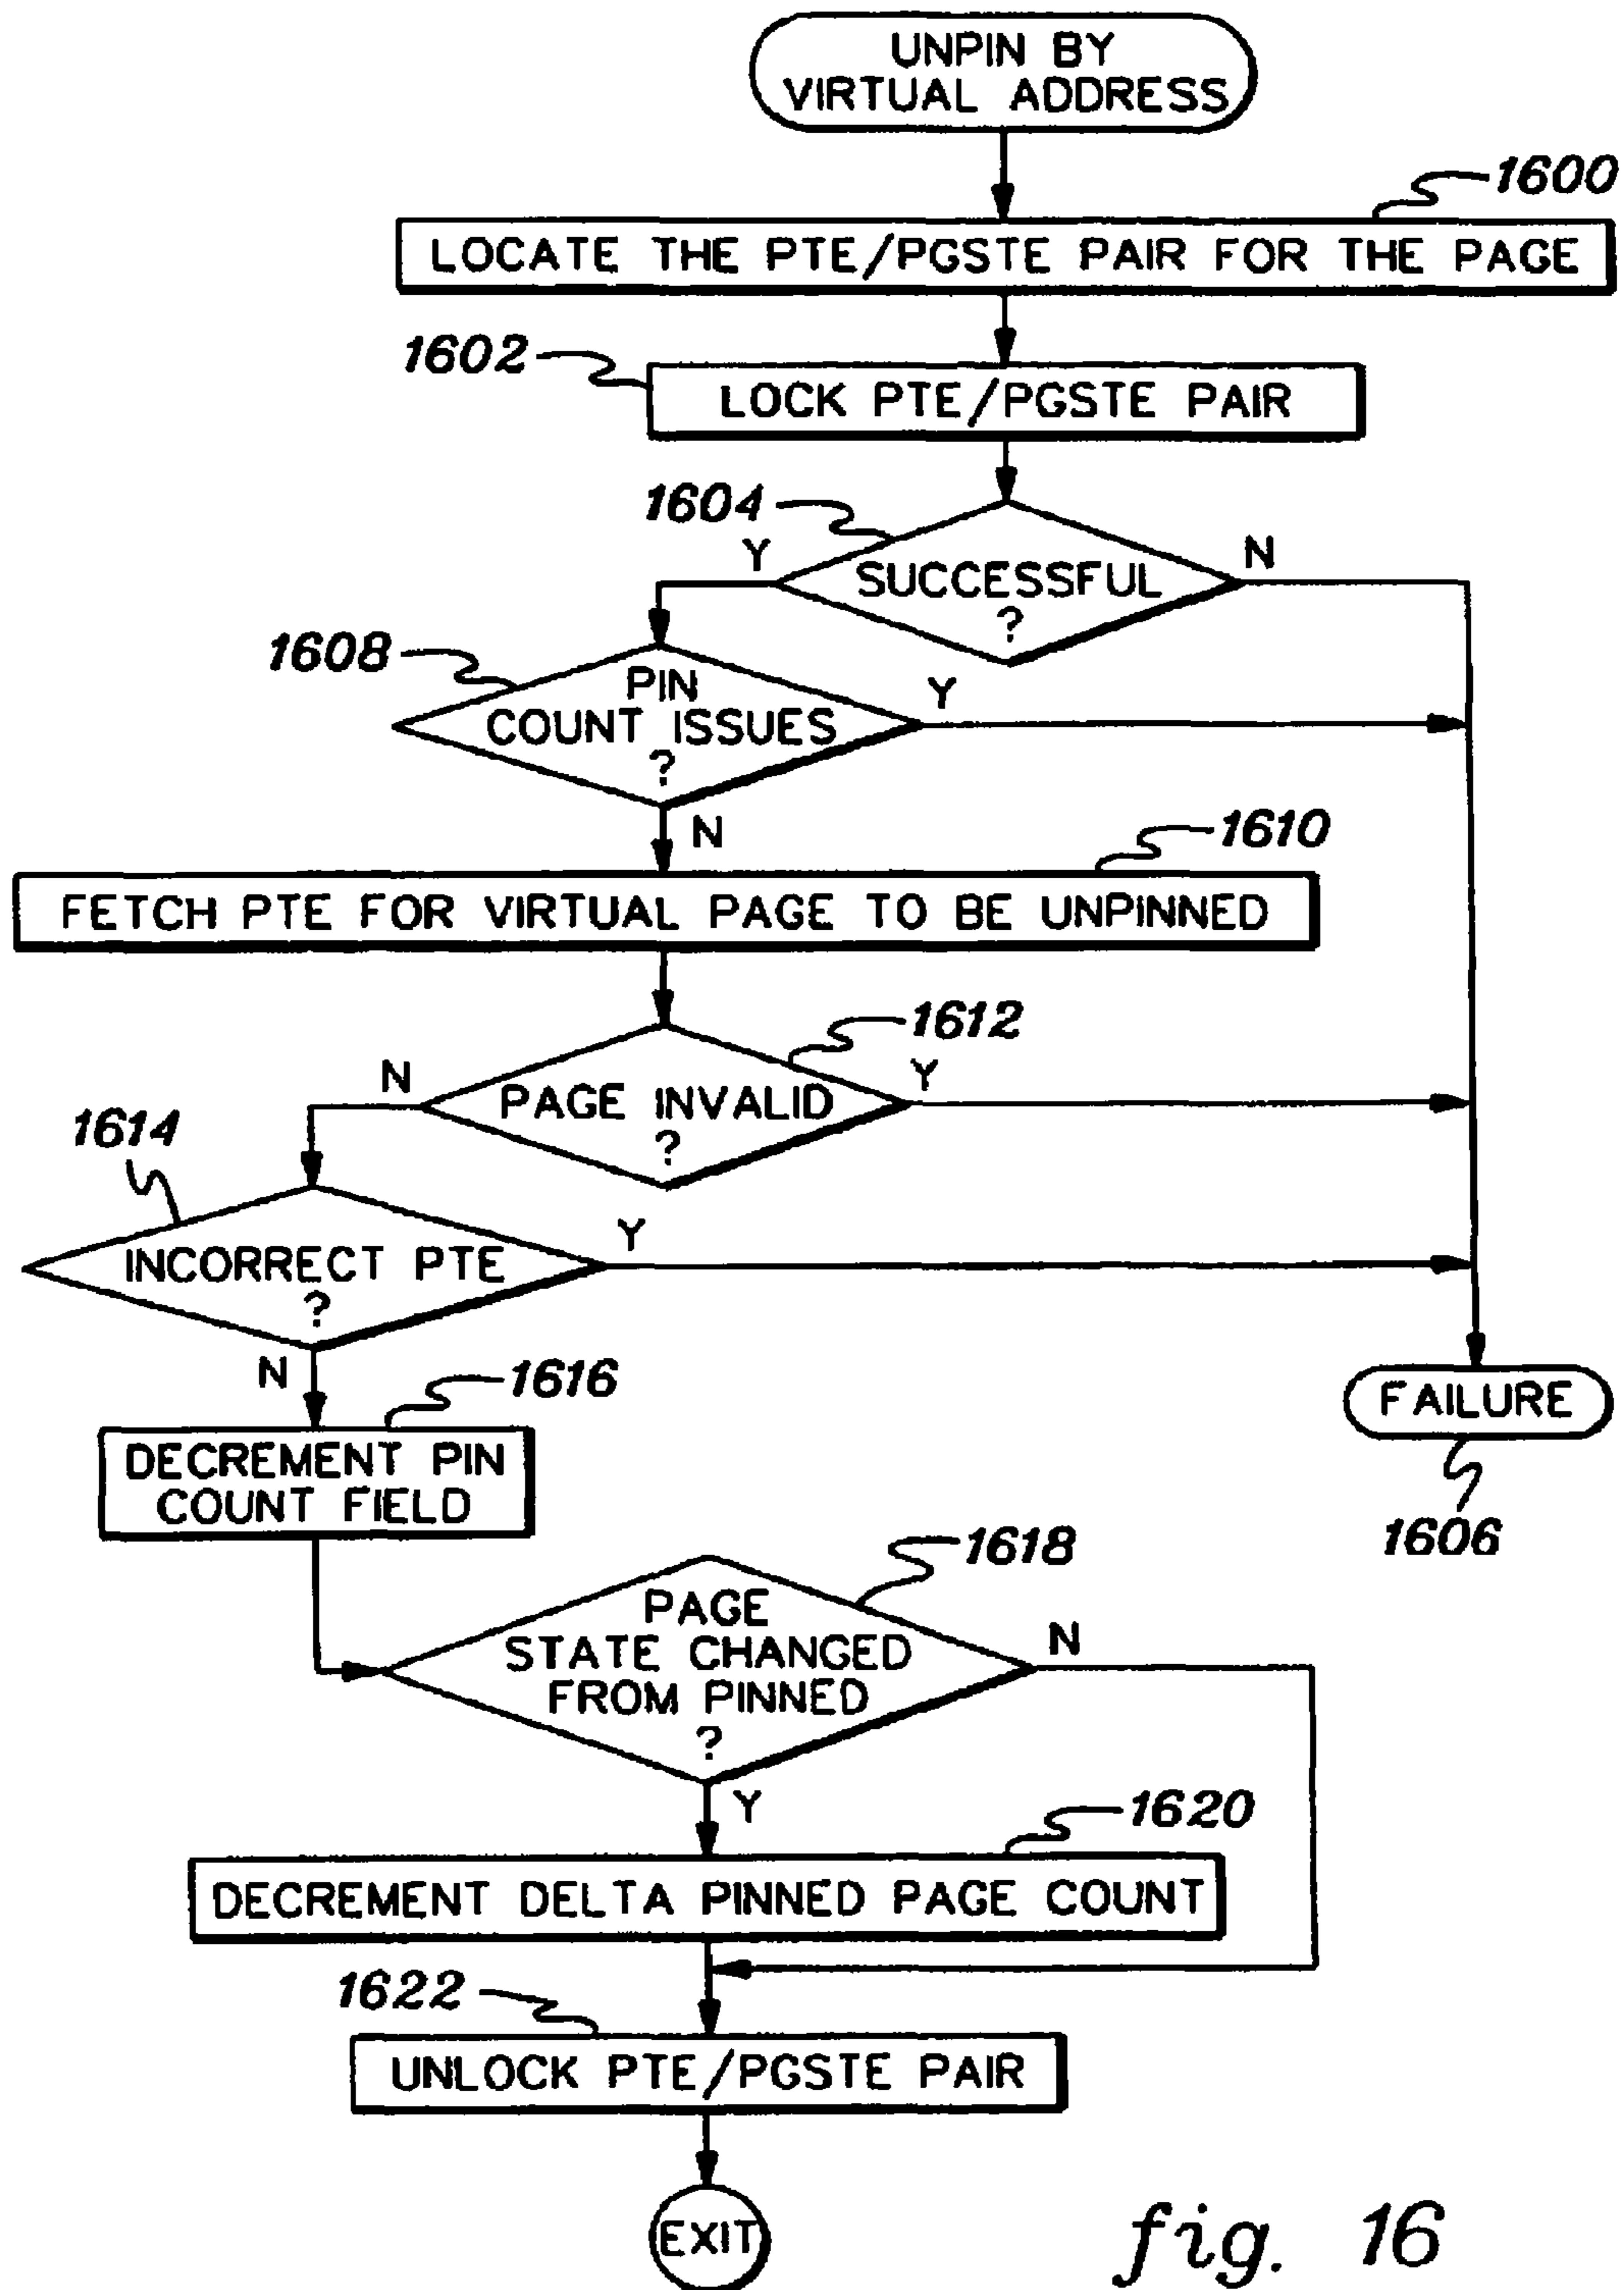 UNPIN BY
VIRTUAL ADDRESS
1600
LOCATE THE PTE/PGSTE PAIR FOR THE PAGE
1602
LOCK PTE/PGSTE PAIR
1604
Y
N
SUCCESSFUL
?
1608
PIN
COUNT ISSUES
?
Y
N
1610
FETCH PTE FOR VIRTUAL PAGE TO BE UNPINNED
1612
N
Y
PAGE INVALID
?
1614
INCORRECT PTE
?
Y
N
1616
FAILURE
1606
DECREMENT PIN
COUNT FIELD
1618
PAGE
STATE CHANGED
FROM PINNED
?
N
Y
1620
DECREMENT DELTA PINNED PAGE COUNT
1622
UNLOCK PTE/PGSTE PAIR
EXIT
fig. 16